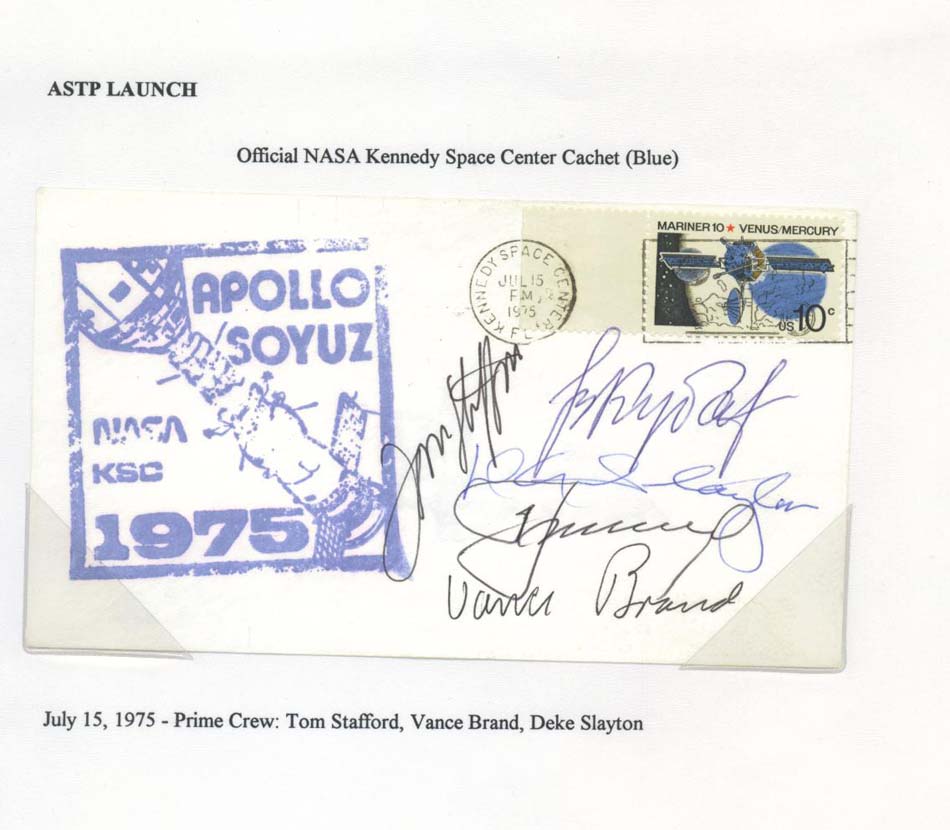 ASTP LAUNCH
Official NASA Kennedy Space Center Cachet (Blue)
MARINER 10 ★ VENUS/MERCURY
US 10c
KENNEDY SPACE CENTER
JUL 15
PM
1975
FL
APOLLO
SOYUZ
NASA
KSC
1975
Tom Stafford
Deke Slayton
Vance Brand
July 15, 1975 - Prime Crew: Tom Stafford, Vance Brand, Deke Slayton